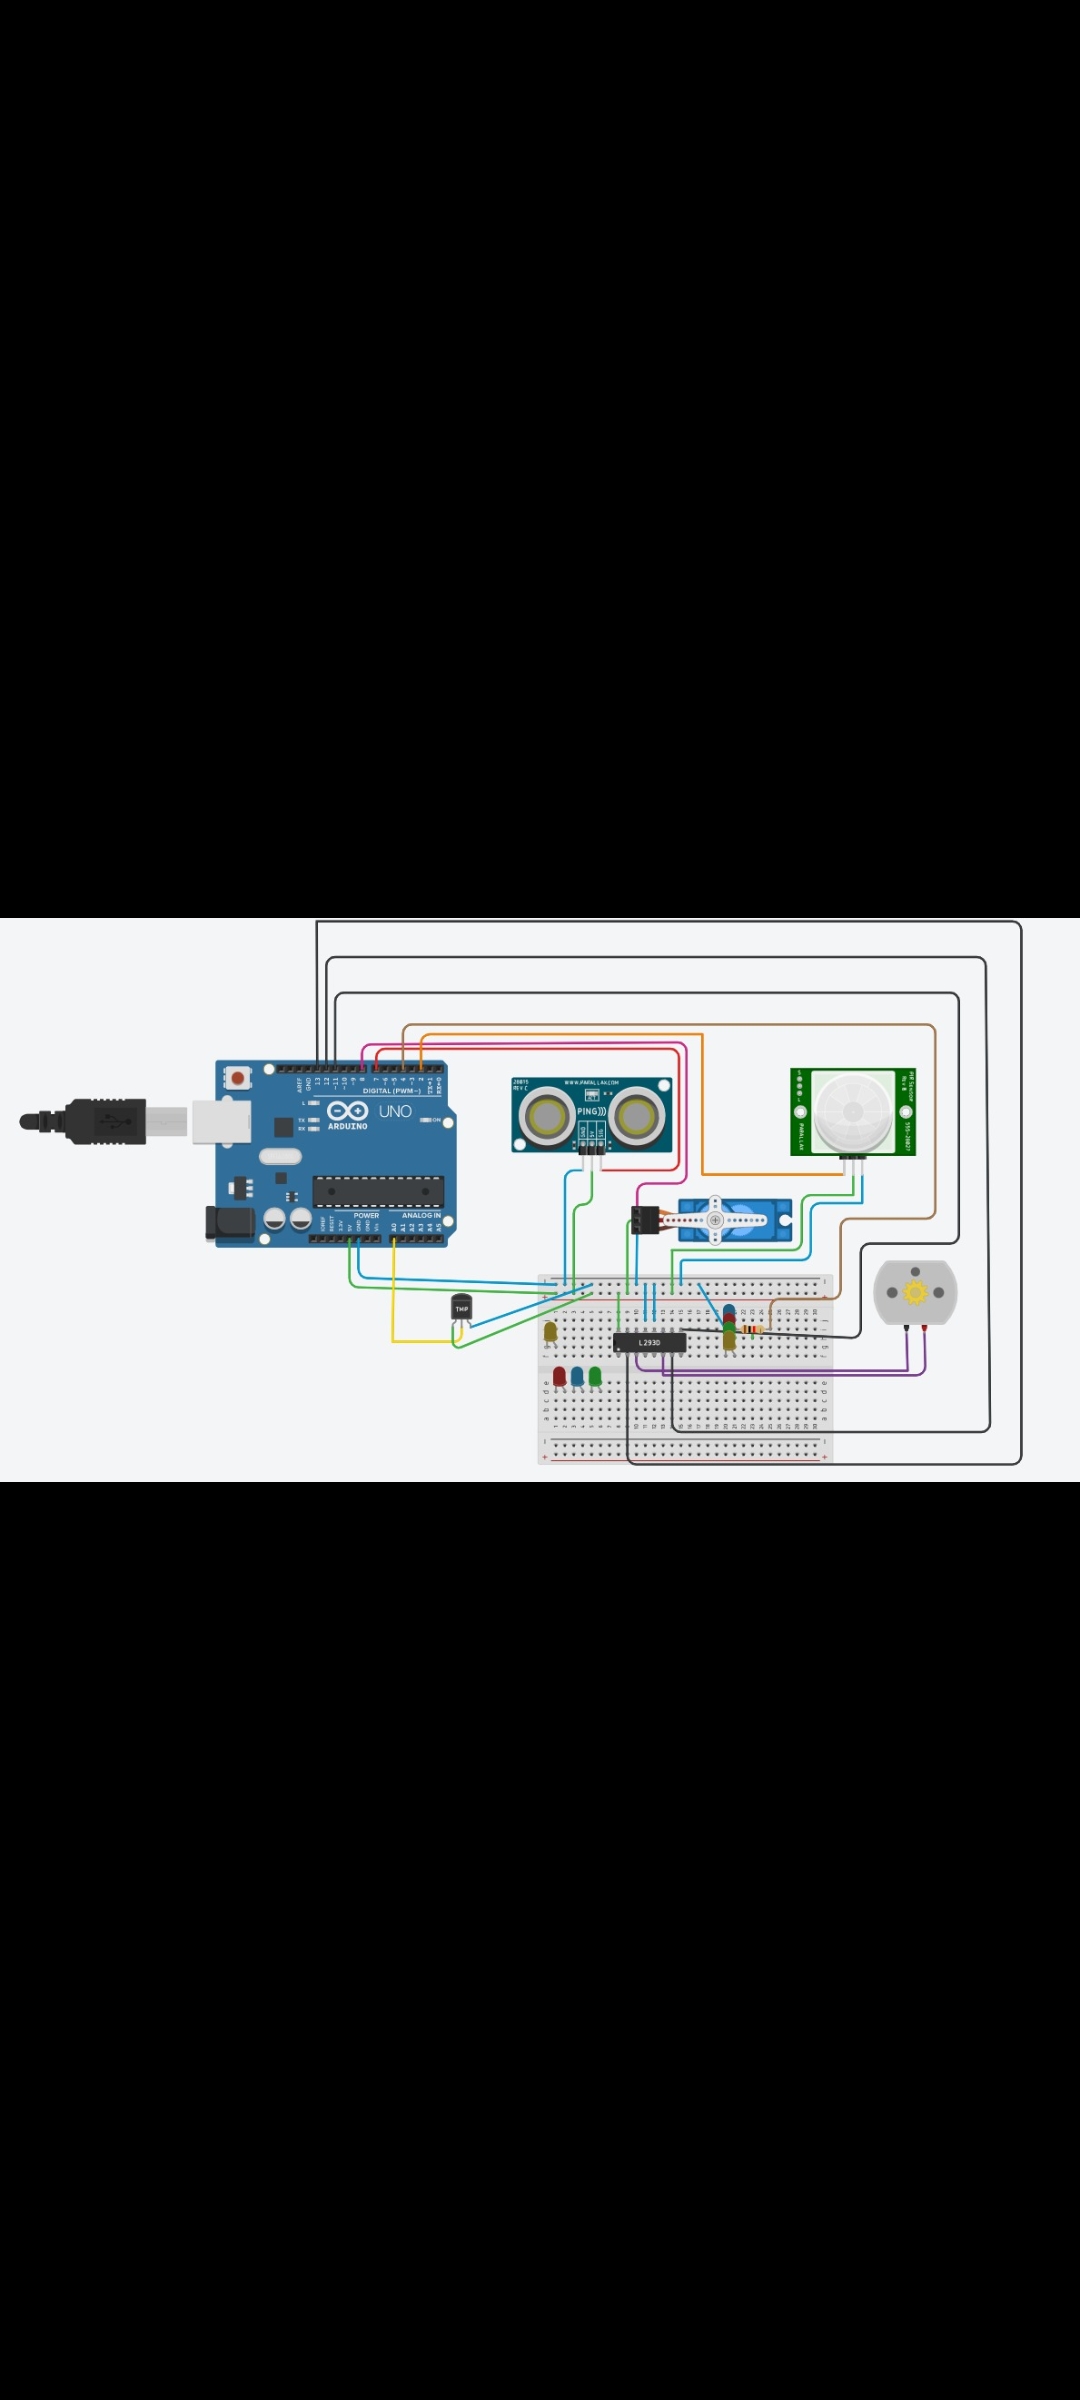 AREF
GND
13
12
~11
~10
~9
8
7
~6
~5
4
~3
2
TX→1
RX←0
DIGITAL (PWM~)
L
TX
RX
UNO
ARDUINO
ON
POWER
ANALOG IN
IOREF
RESET
3.3V
5V
GND
GND
Vin
A0
A1
A2
A3
A4
A5
28015
REV C
WWW.PARALLAX.COM
PING)))
GND
5V
SIG
PIR Sensor
Rev B
555-28027
PARALLAX
TMP
L293D